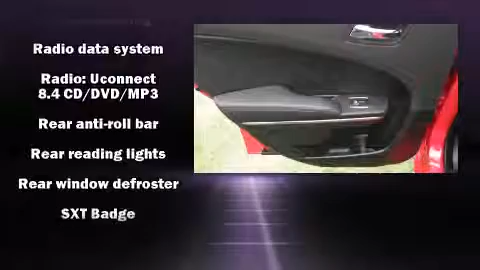 Radio data system
Radio: Uconnect
8.4 CD/DVD/MP3
Rear anti-roll bar
Rear reading lights
Rear window defroster
SXT Badge